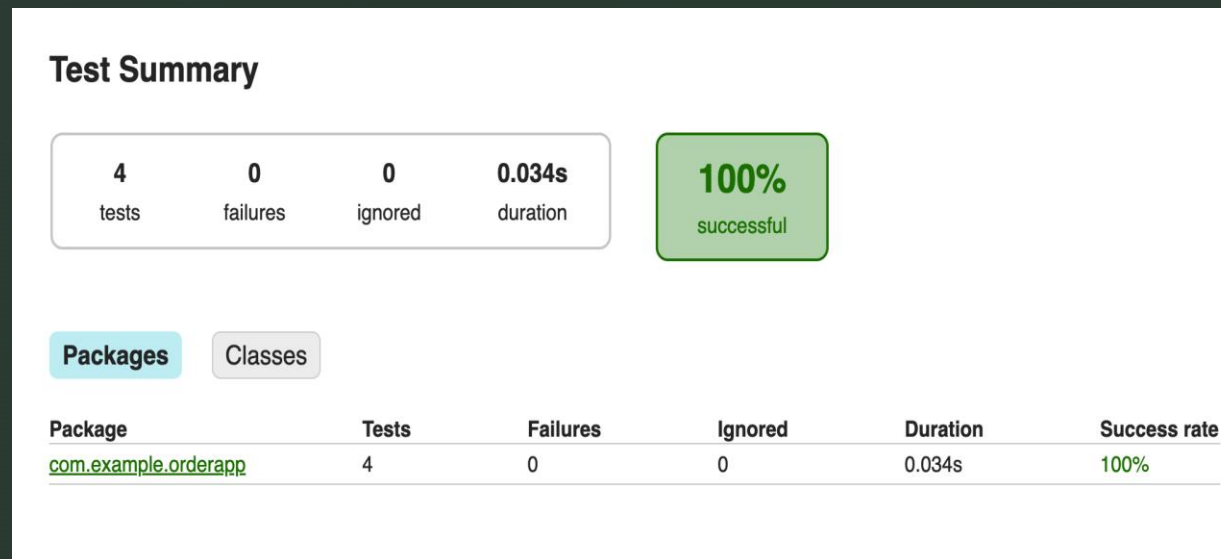 Test Summary
4 0 0 0.034s 100%
tests failures ignored duration successful
Packages Classes
Package Tests Failures Ignored Duration Success rate
com.example.orderapp 4 0 0 0.034s 100%